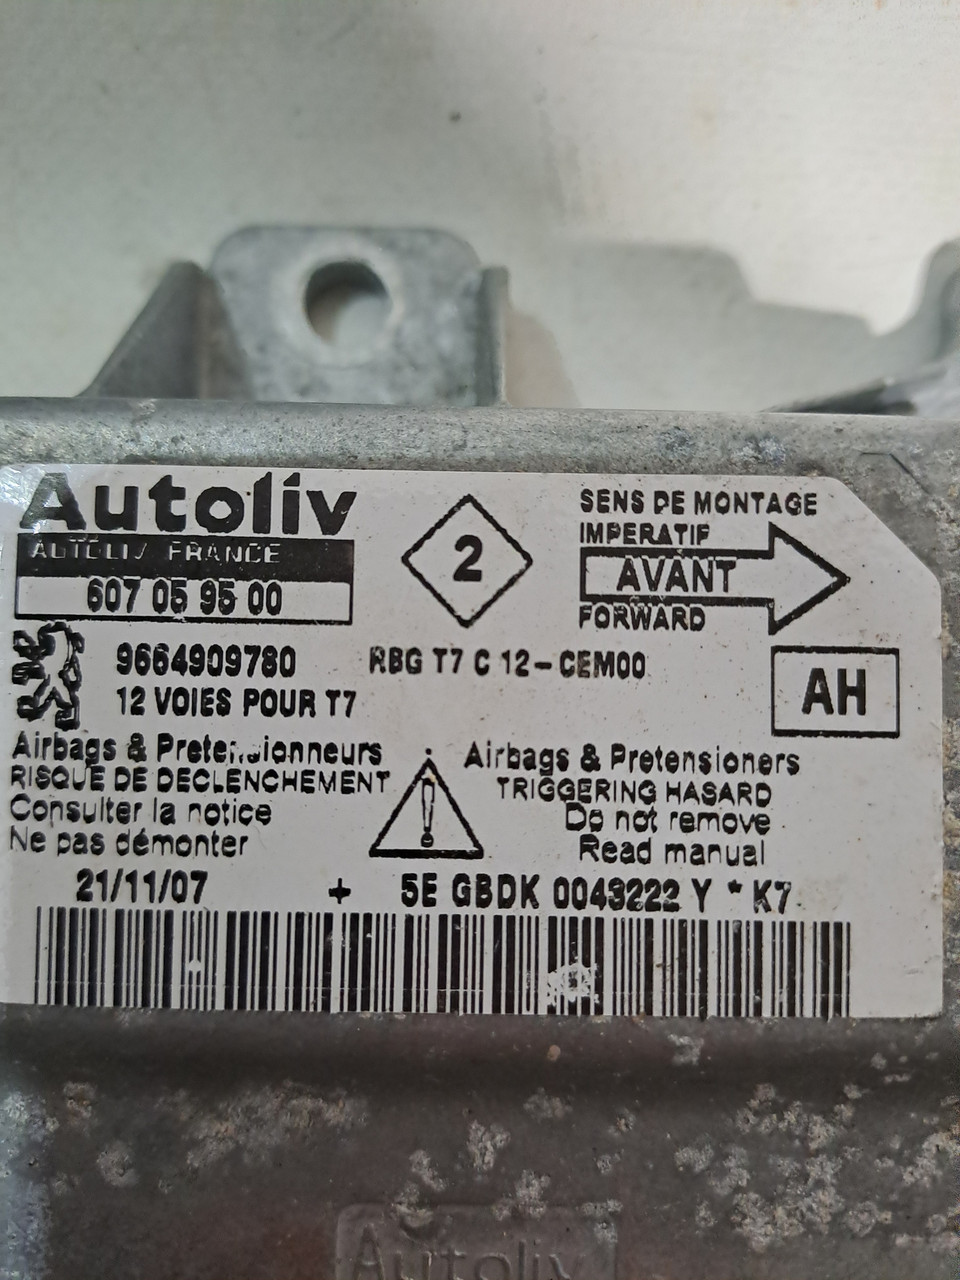 Autoliv
AUTOLIV FRANCE
607 05 95 00
2
SENS DE MONTAGE
IMPERATIF
AVANT
FORWARD
9664909780
RBG T7 C 12-CEM00
12 VOIES POUR T7
AH
Airbags & Pretensionneurs
RISQUE DE DECLENCHEMENT
Consulter la notice
Ne pas démonter
Airbags & Pretensioners
TRIGGERING HASARD
Do not remove
Read manual
21/11/07 + 5E GBDK 0043222 Y * K7
Autoliv